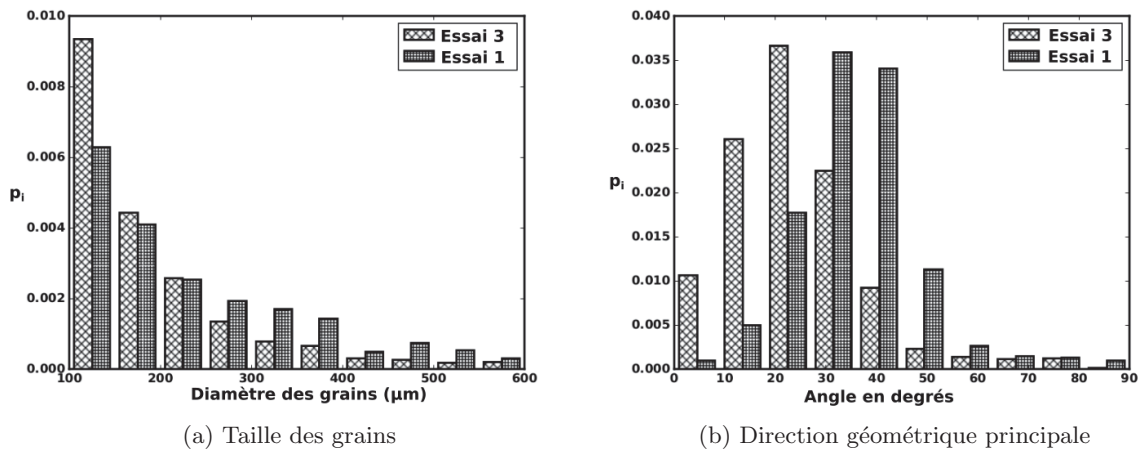 0.010
0.008
0.006
0.004
0.002
0.000
pi
100 200 300 400 500 600
Diamètre des grains (µm)
Essai 3
Essai 1
(a) Taille des grains
0.040
0.035
0.030
0.025
0.020
0.015
0.010
0.005
0.000
pi
0 10 20 30 40 50 60 70 80 90
Angle en degrés
Essai 3
Essai 1
(b) Direction géométrique principale